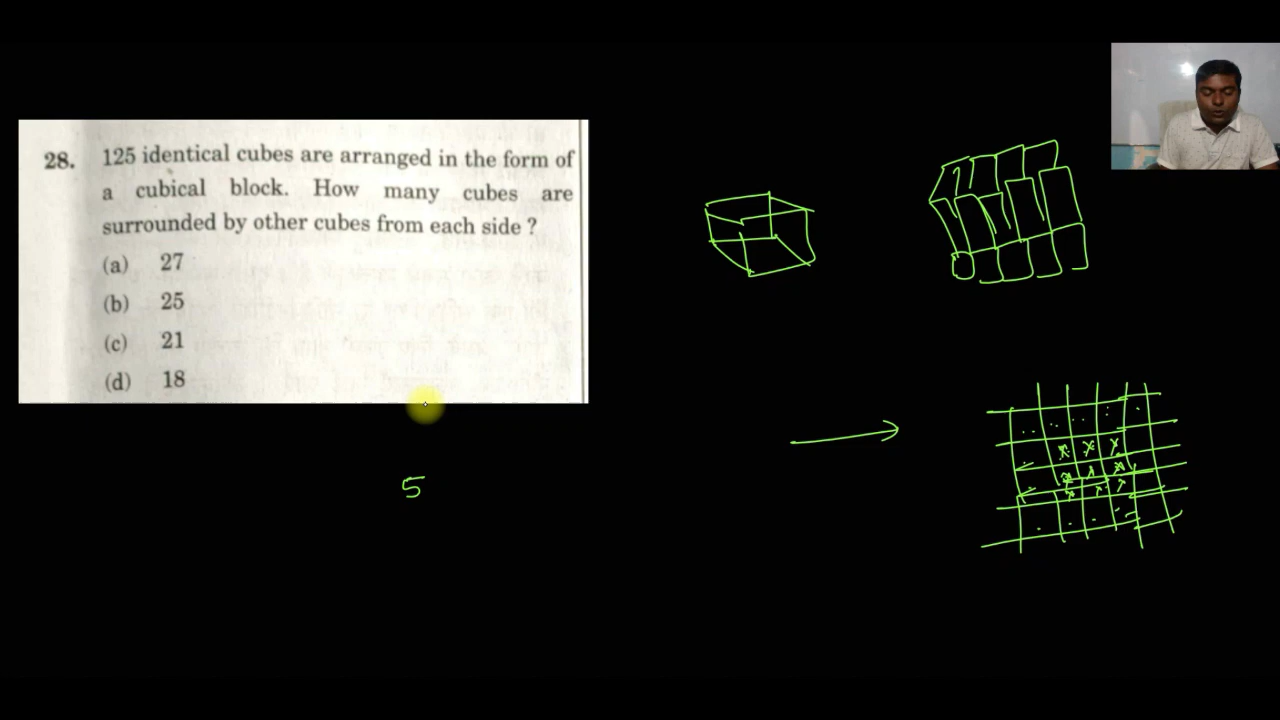 28. 125 identical cubes are arranged in the form of
a cubical block. How many cubes are
surrounded by other cubes from each side ?
(a) 27
(b) 25
(c) 21
(d) 18
5